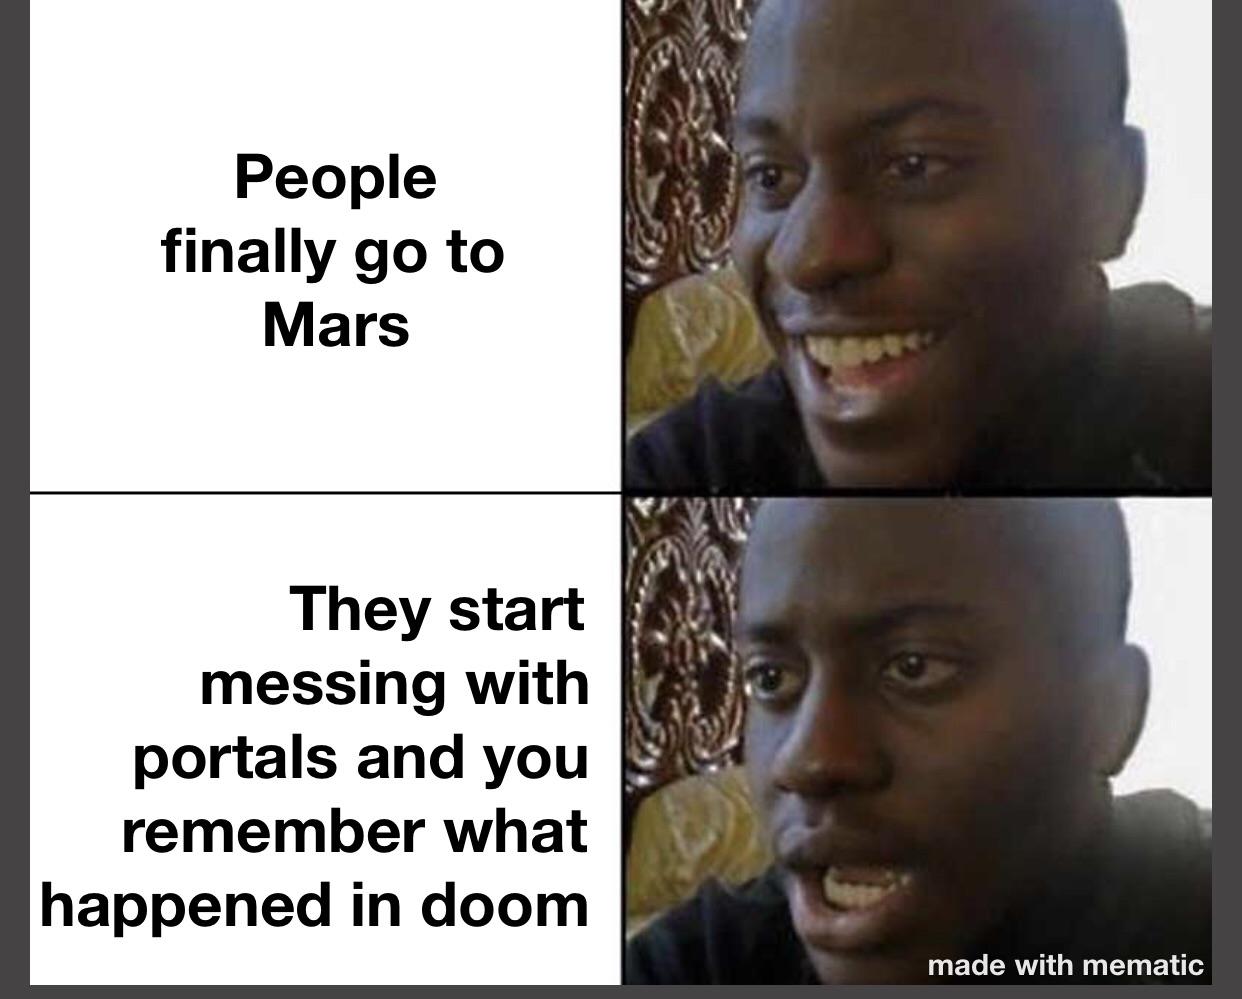 People
finally go to
Mars
They start
messing with
portals and you
remember what
happened in doom
made with mematic